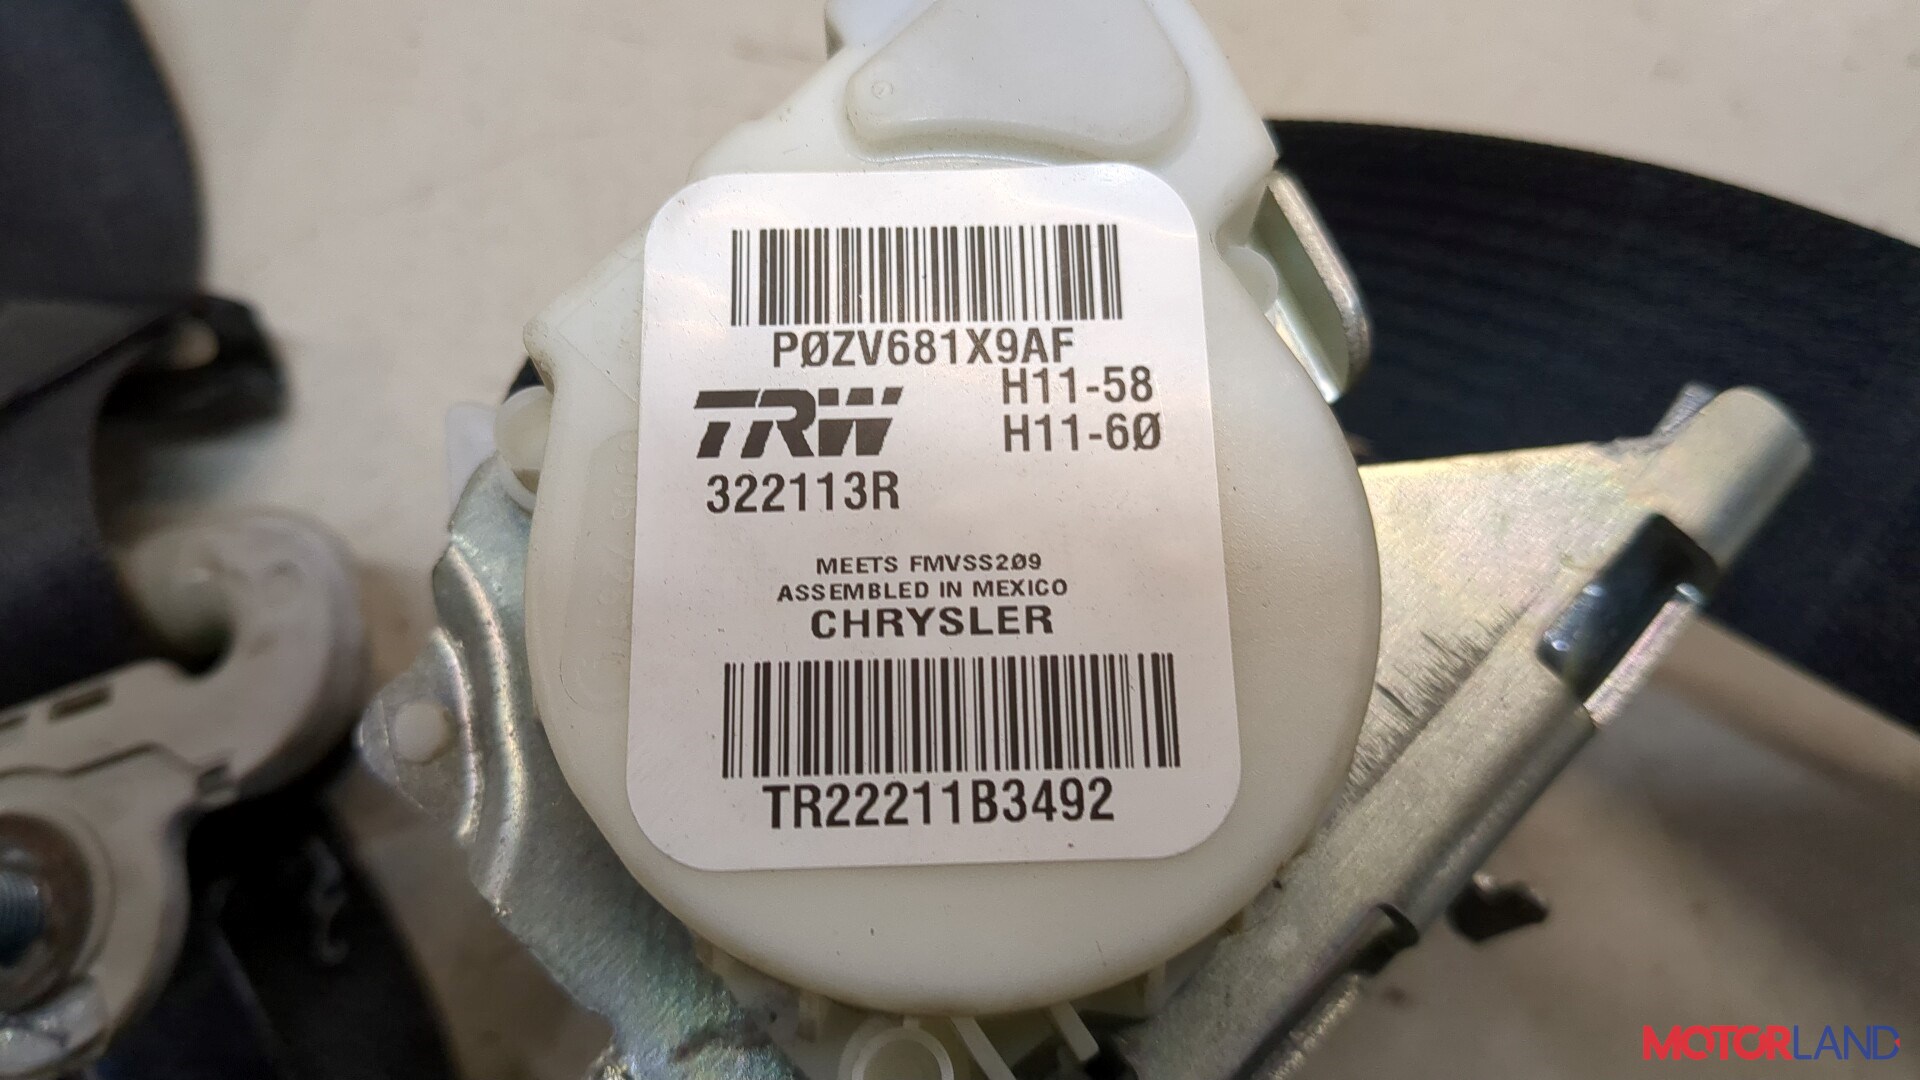 PØZV681X9AF
TRW
H11-58
H11-6Ø
322113R
MEETS FMVSS2Ø9
ASSEMBLED IN MEXICO
CHRYSLER
TR22211B3492
MOTORLAND